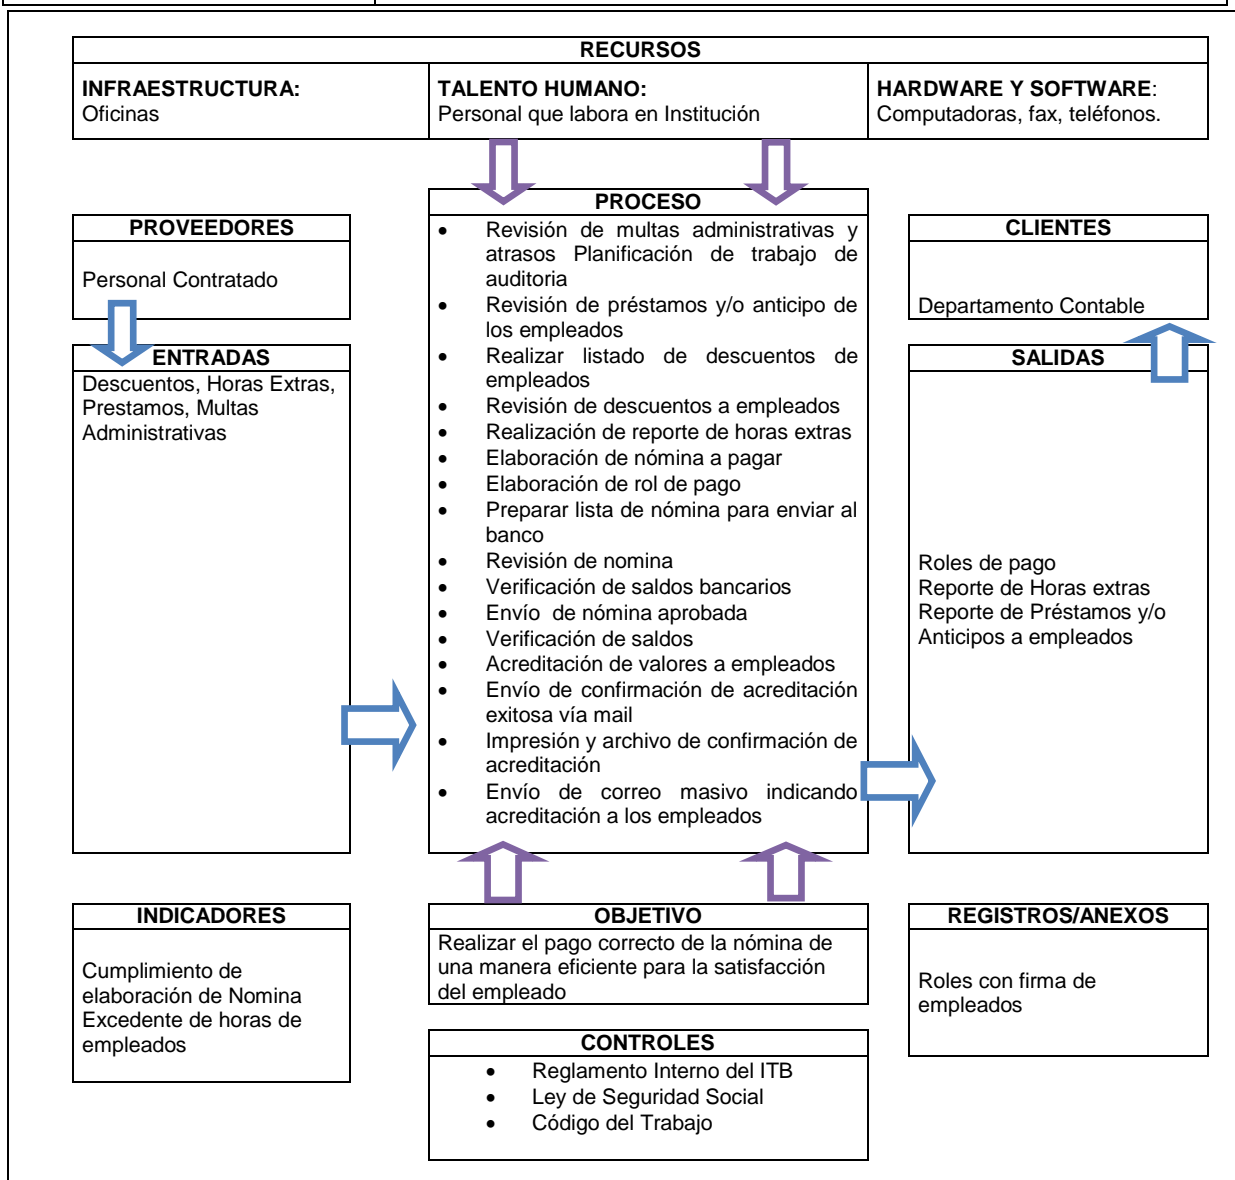 RECURSOS
INFRAESTRUCTURA:
Oficinas
TALENTO HUMANO:
Personal que labora en Institución
HARDWARE Y SOFTWARE:
Computadoras, fax, teléfonos.
PROVEEDORES
Personal Contratado
ENTRADAS
Descuentos, Horas Extras,
Prestamos, Multas
Administrativas
PROCESO
• Revisión de multas administrativas y
atrasos Planificación de trabajo de
auditoria
• Revisión de préstamos y/o anticipo de
los empleados
• Realizar listado de descuentos de
empleados
• Revisión de descuentos a empleados
• Realización de reporte de horas extras
• Elaboración de nómina a pagar
• Elaboración de rol de pago
• Preparar lista de nómina para enviar al
banco
• Revisión de nomina
• Verificación de saldos bancarios
• Envío de nómina aprobada
• Verificación de saldos
• Acreditación de valores a empleados
• Envío de confirmación de acreditación
exitosa vía mail
• Impresión y archivo de confirmación de
acreditación
• Envío de correo masivo indicando
acreditación a los empleados
CLIENTES
Departamento Contable
SALIDAS
Roles de pago
Reporte de Horas extras
Reporte de Préstamos y/o
Anticipos a empleados
INDICADORES
Cumplimiento de
elaboración de Nomina
Excedente de horas de
empleados
OBJETIVO
Realizar el pago correcto de la nómina de
una manera eficiente para la satisfacción
del empleado
CONTROLES
• Reglamento Interno del ITB
• Ley de Seguridad Social
• Código del Trabajo
REGISTROS/ANEXOS
Roles con firma de
empleados